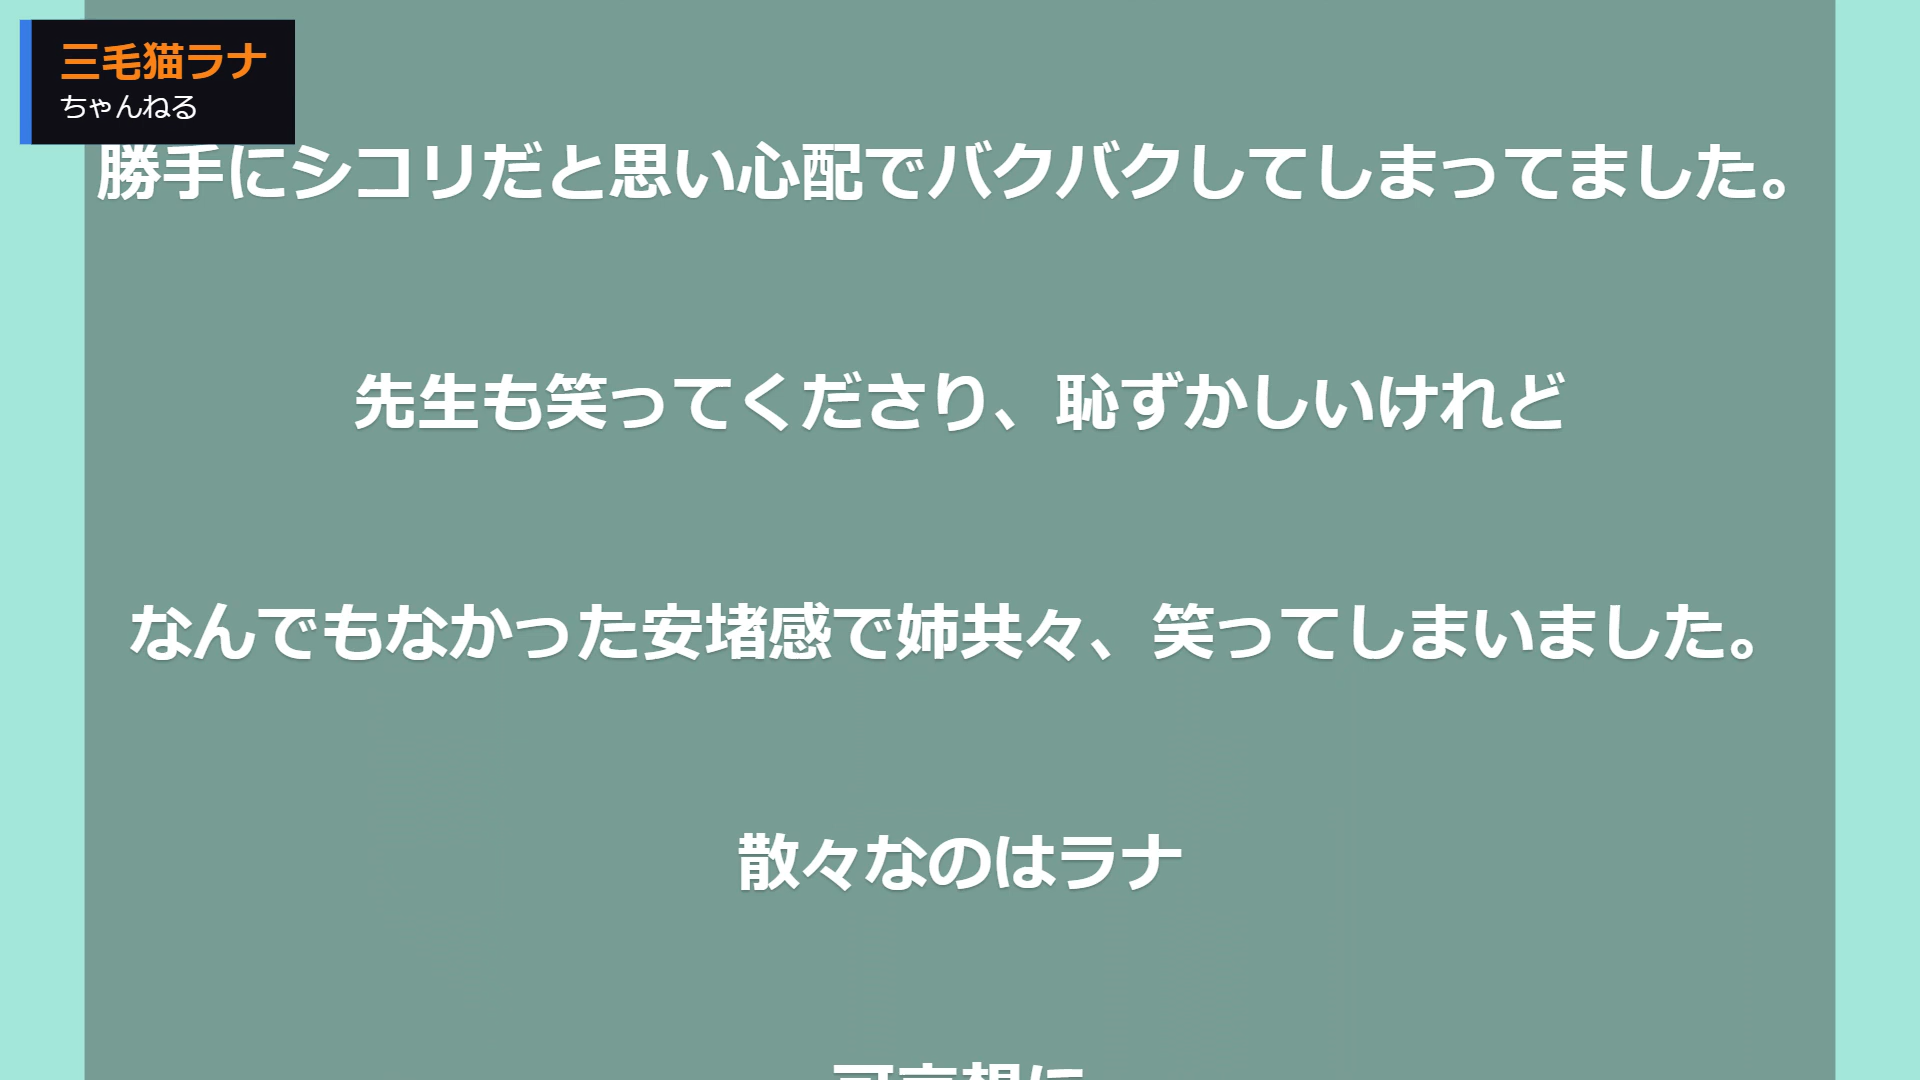 三毛猫ラナ
ちゃんねる
勝手にシコリだと思い心配でバクバクしてしまってました。
先生も笑ってくださり、恥ずかしいけれど
なんでもなかった安堵感で姉共々、笑ってしまいました。
散々なのはラナ
可哀想に